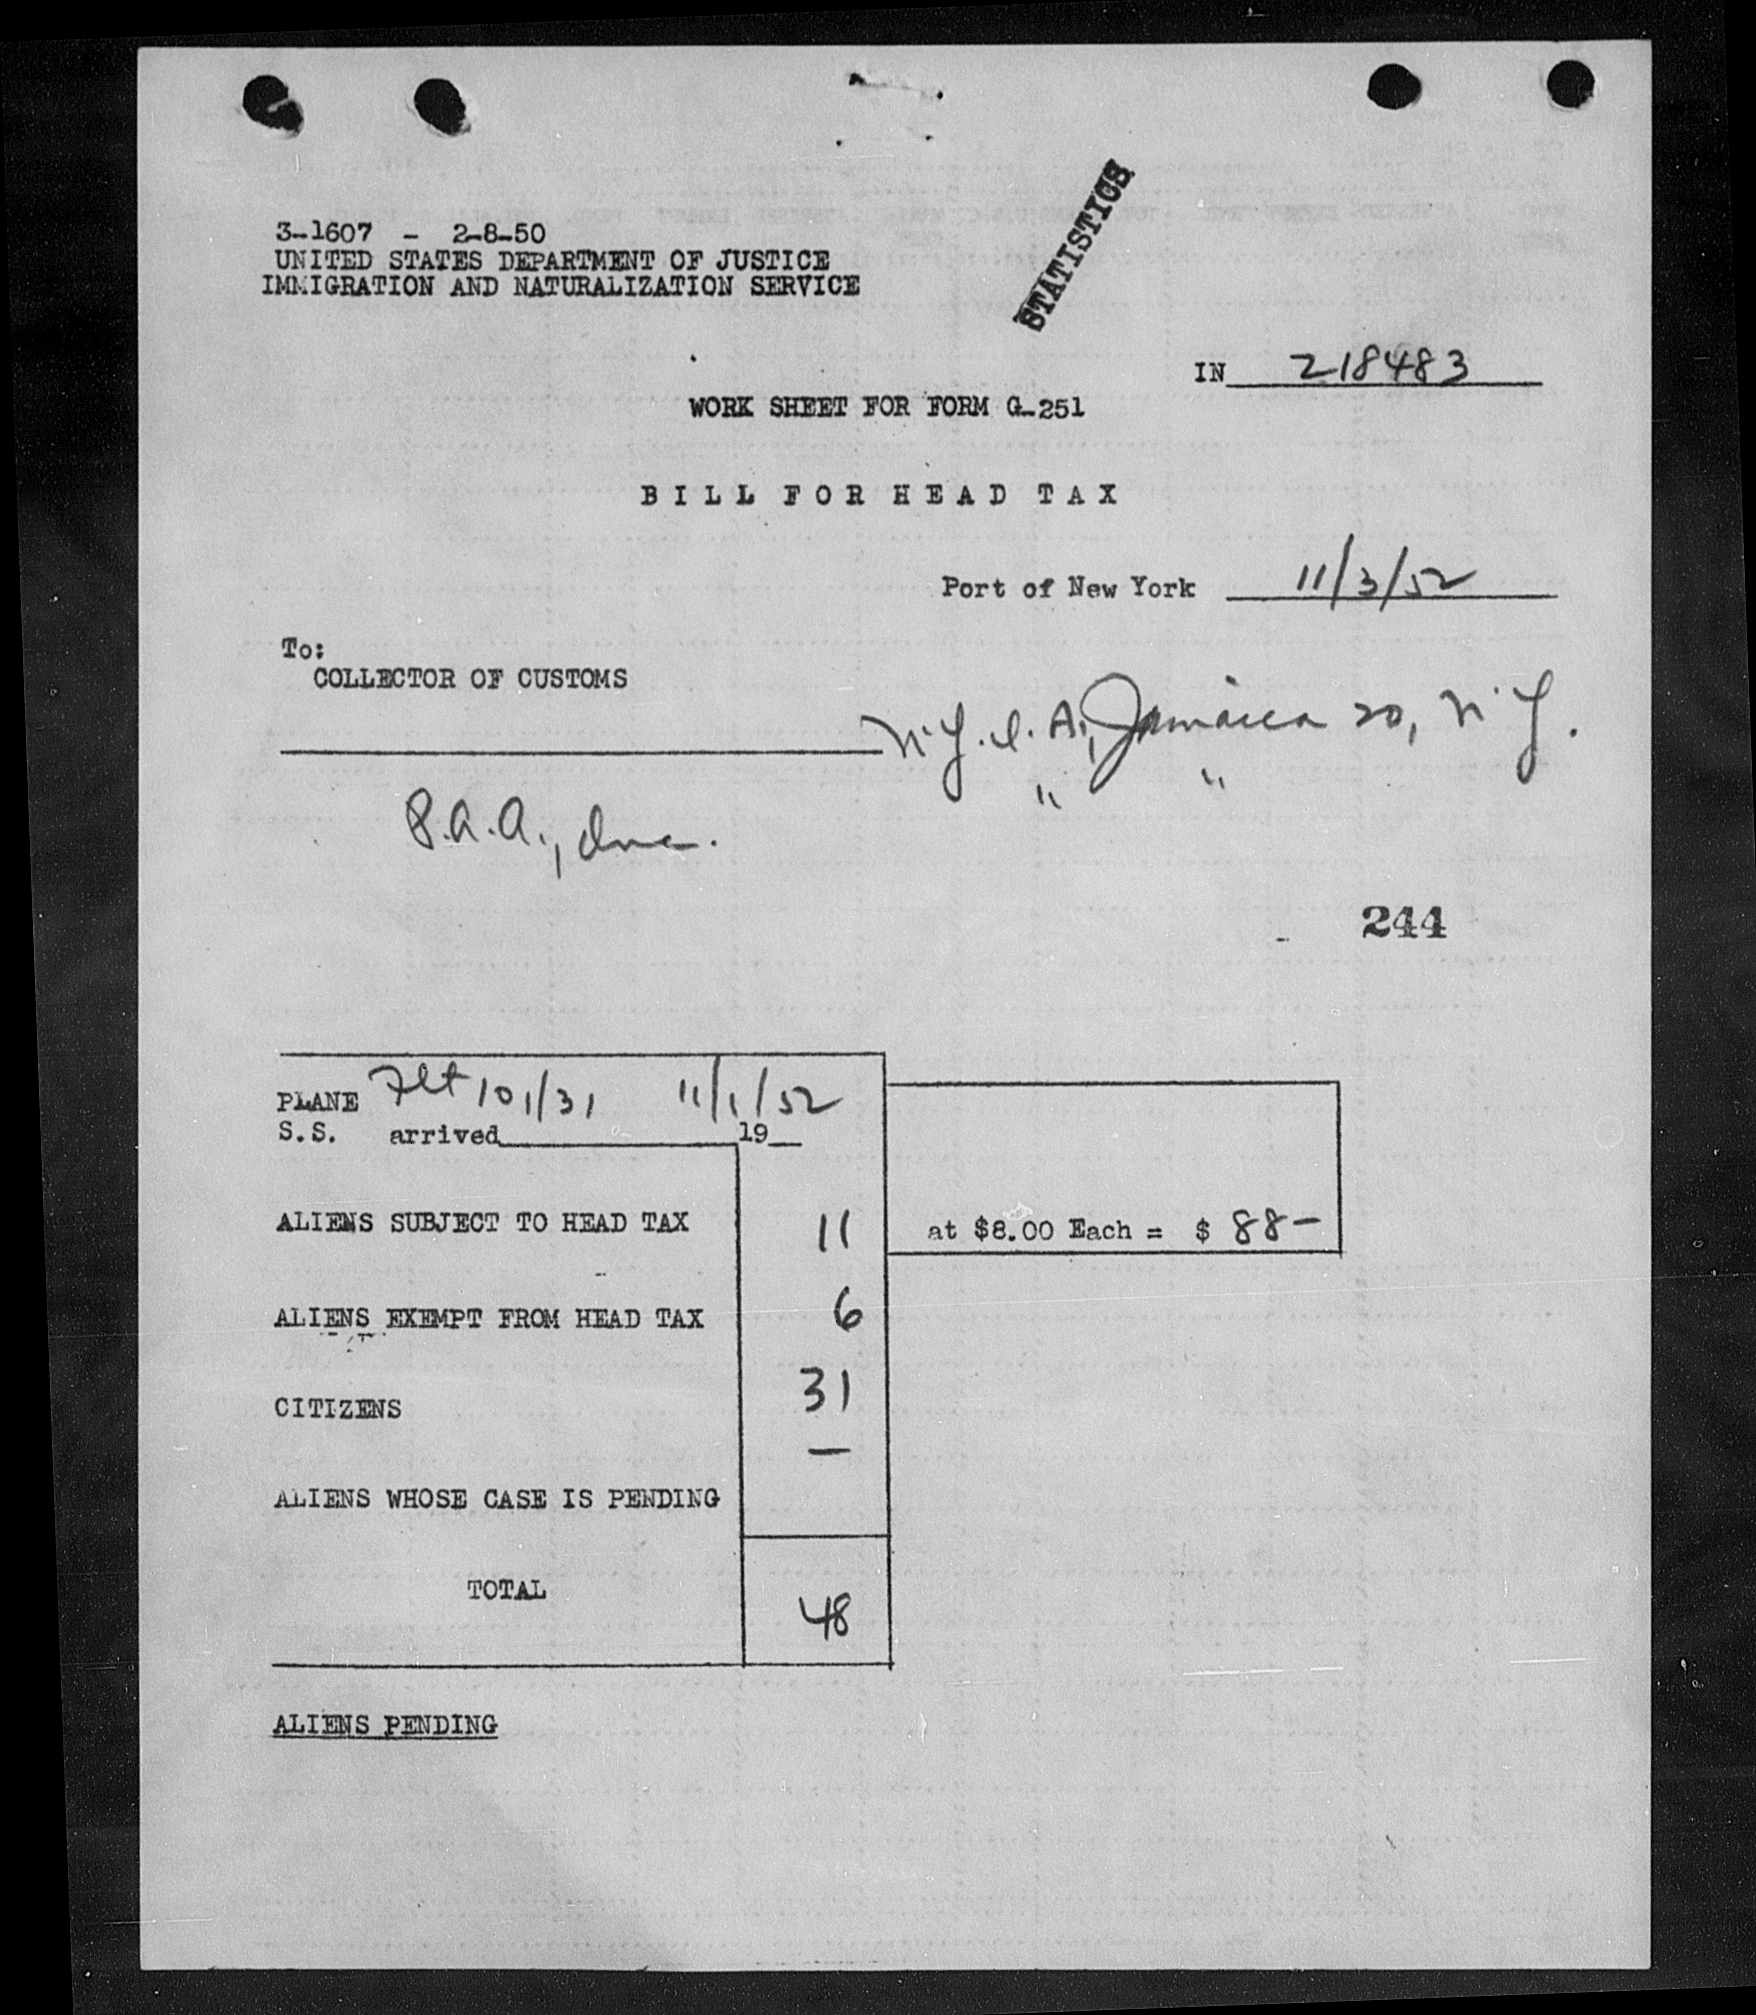 STATISTICS
3-1607 - 2-8-50
UNITED STATES DEPARTMENT OF JUSTICE
IMMIGRATION AND NATURALIZATION SERVICE
IN 218483
WORK SHEET FOR FORM G-251
BILL FOR HEAD TAX
Port of New York 11/3/52
To:
COLLECTOR OF CUSTOMS
N.Y.I.A., Jamaica 20, N.Y.
" "
P.A.A., Inc.
244
PLANE Flt 101/31 11/1/52
S.S. arrived 19
ALIENS SUBJECT TO HEAD TAX 11 at $8.00 Each = $ 88-
ALIENS EXEMPT FROM HEAD TAX 6
CITIZENS 31
ALIENS WHOSE CASE IS PENDING —
TOTAL 48
ALIENS PENDING